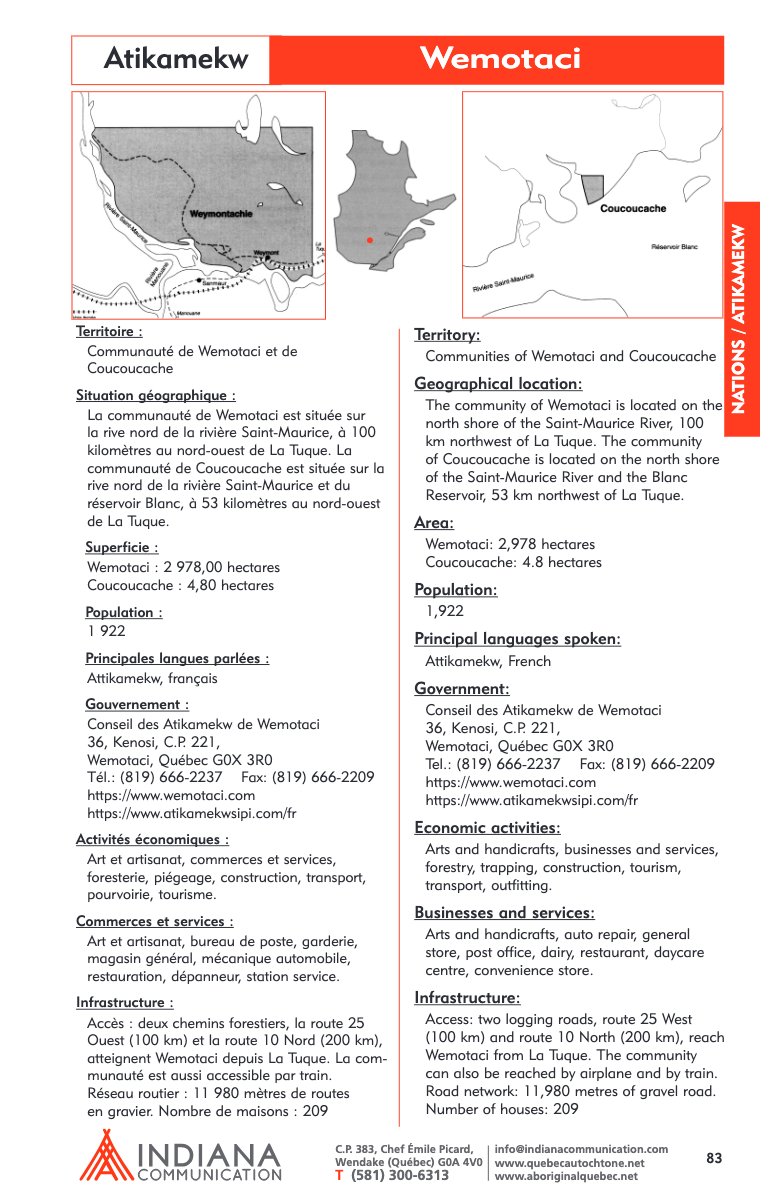 Atikamekw
Wemotaci
Weymontachie
Rivière Saint-Maurice
Rivière
Manouane
Weymont
La
Tuque
Sanmaur
Manouane
Coucoucache
Réservoir Blanc
Rivière Saint-Maurice
NATIONS / ATIKAMEKW
Territoire :
Communauté de Wemotaci et de
Coucoucache
Situation géographique :
La communauté de Wemotaci est située sur
la rive nord de la rivière Saint-Maurice, à 100
kilomètres au nord-ouest de La Tuque. La
communauté de Coucoucache est située sur la
rive nord de la rivière Saint-Maurice et du
réservoir Blanc, à 53 kilomètres au nord-ouest
de La Tuque.
Superficie :
Wemotaci : 2 978,00 hectares
Coucoucache : 4,80 hectares
Population :
1 922
Principales langues parlées :
Attikamekw, français
Gouvernement :
Conseil des Atikamekw de Wemotaci
36, Kenosi, C.P. 221,
Wemotaci, Québec G0X 3R0
Tél.: (819) 666-2237 Fax: (819) 666-2209
https://www.wemotaci.com
https://www.atikamekwsipi.com/fr
Activités économiques :
Art et artisanat, commerces et services,
foresterie, piégeage, construction, transport,
pourvoirie, tourisme.
Commerces et services :
Art et artisanat, bureau de poste, garderie,
magasin général, mécanique automobile,
restauration, dépanneur, station service.
Infrastructure :
Accès : deux chemins forestiers, la route 25
Ouest (100 km) et la route 10 Nord (200 km),
atteignent Wemotaci depuis La Tuque. La com-
munauté est aussi accessible par train.
Réseau routier : 11 980 mètres de routes
en gravier. Nombre de maisons : 209
Territory:
Communities of Wemotaci and Coucoucache
Geographical location:
The community of Wemotaci is located on the
north shore of the Saint-Maurice River, 100
km northwest of La Tuque. The community
of Coucoucache is located on the north shore
of the Saint-Maurice River and the Blanc
Reservoir, 53 km northwest of La Tuque.
Area:
Wemotaci: 2,978 hectares
Coucoucache: 4.8 hectares
Population:
1,922
Principal languages spoken:
Attikamekw, French
Government:
Conseil des Atikamekw de Wemotaci
36, Kenosi, C.P. 221,
Wemotaci, Québec G0X 3R0
Tel.: (819) 666-2237 Fax: (819) 666-2209
https://www.wemotaci.com
https://www.atikamekwsipi.com/fr
Economic activities:
Arts and handicrafts, businesses and services,
forestry, trapping, construction, tourism,
transport, outfitting.
Businesses and services:
Arts and handicrafts, auto repair, general
store, post office, dairy, restaurant, daycare
centre, convenience store.
Infrastructure:
Access: two logging roads, route 25 West
(100 km) and route 10 North (200 km), reach
Wemotaci from La Tuque. The community
can also be reached by airplane and by train.
Road network: 11,980 metres of gravel road.
Number of houses: 209
INDIANA
COMMUNICATION
C.P. 383, Chef Émile Picard,
Wendake (Québec) G0A 4V0
T (581) 300-6313
info@indianacommunication.com
www.quebecautochtone.net
www.aboriginalquebec.net
83